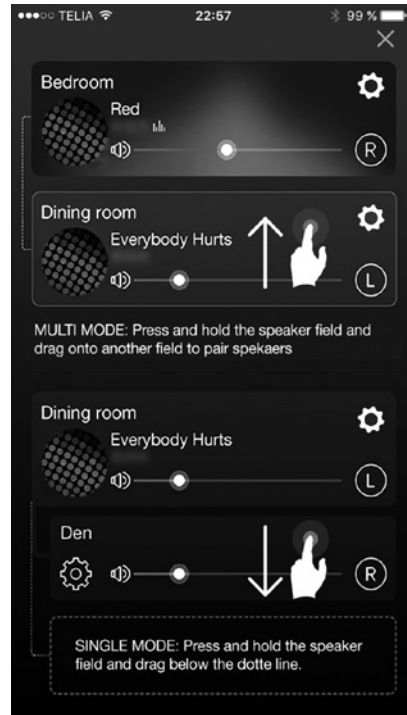 TELIA 22:57 99 %
Bedroom
Red
R
Dining room
Everybody Hurts
L
MULTI MODE: Press and hold the speaker field and
drag onto another field to pair spekaers
Dining room
Everybody Hurts
L
Den
R
SINGLE MODE: Press and hold the speaker
field and drag below the dotte line.